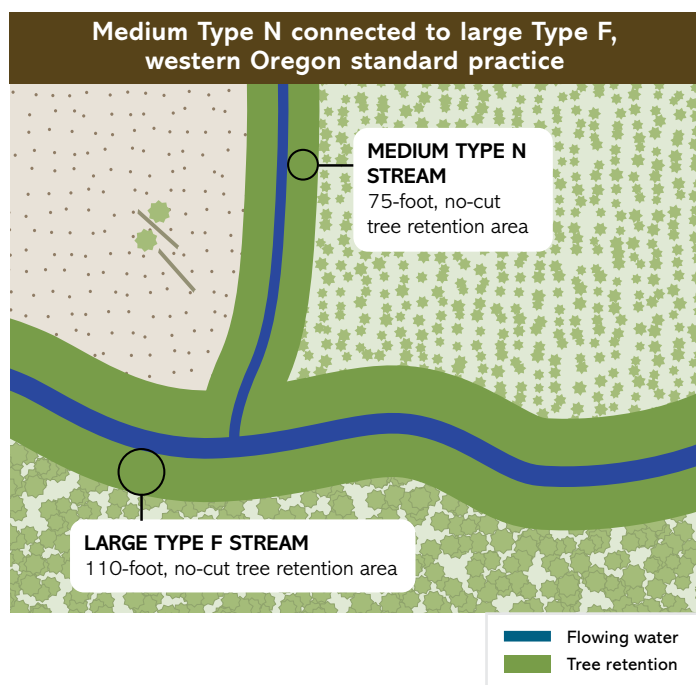 Medium Type N connected to large Type F,
western Oregon standard practice
MEDIUM TYPE N
STREAM
75-foot, no-cut
tree retention area
LARGE TYPE F STREAM
110-foot, no-cut tree retention area
Flowing water
Tree retention